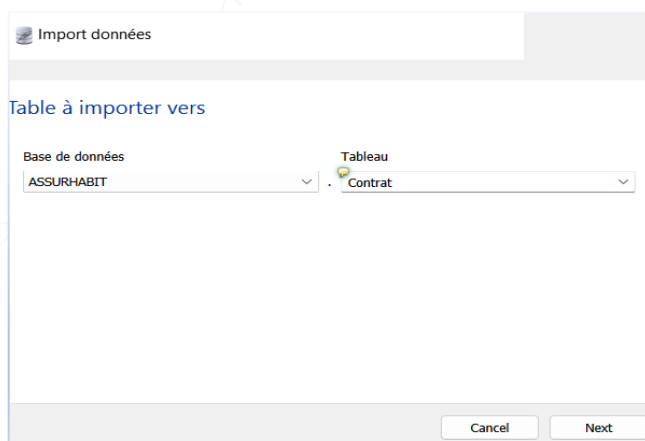 Import données
Table à importer vers
Base de données Tableau
ASSURHABIT . Contrat
Cancel Next